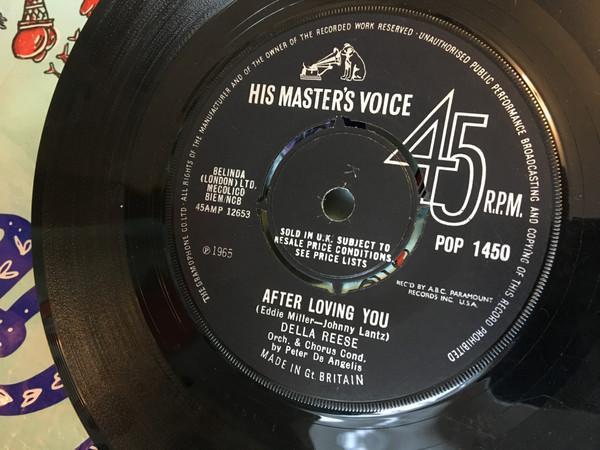 THE GRAMOPHONE CO LTD · ALL RIGHTS OF THE MANUFACTURER AND OF THE OWNER OF THE RECORDED WORK RESERVED · UNAUTHORISED PUBLIC PERFORMANCE BROADCASTING AND COPYING OF THIS RECORD PROHIBITED
HIS MASTER'S VOICE
45
R.P.M.
BELINDA
(LONDON) LTD.
MECOLICO
BIEM/NCB
45AMP 12653
POP 1450
SOLD IN U.K. SUBJECT TO
RESALE PRICE CONDITIONS,
SEE PRICE LISTS
℗ 1965
REC'D BY A.B.C. PARAMOUNT
RECORDS INC. U.S.A.
AFTER LOVING YOU
(Eddie Miller—Johnny Lantz)
DELLA REESE
Orch. & Chorus Cond.
by Peter De Angelis
MADE IN Gt. BRITAIN